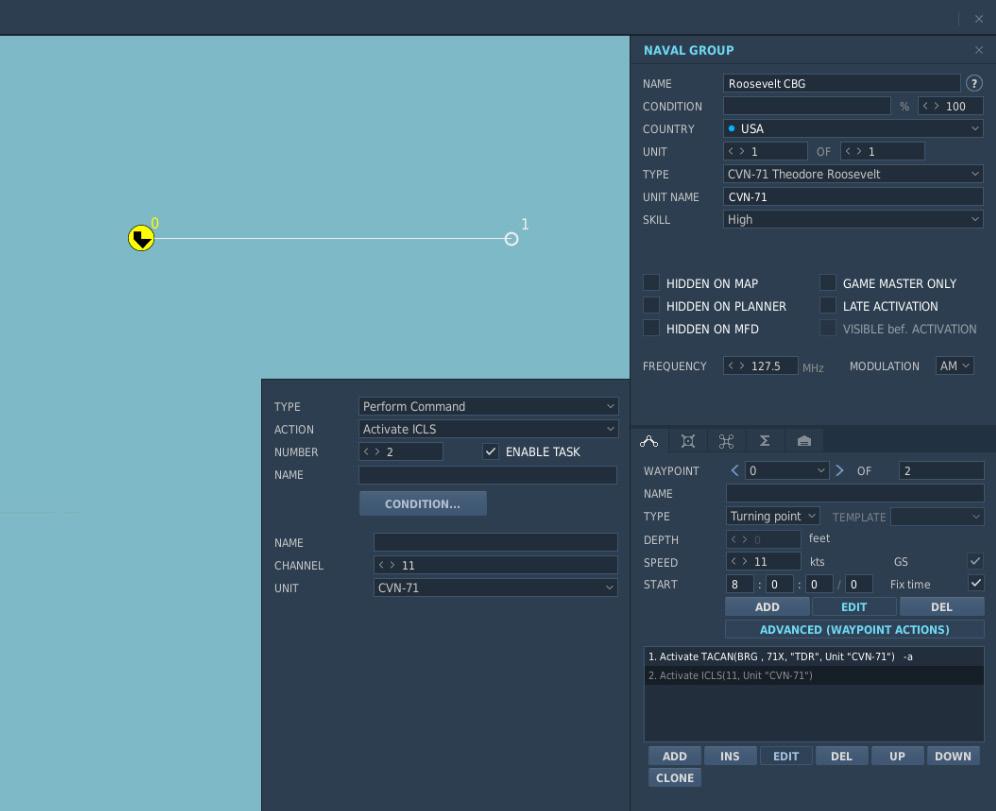 NAVAL GROUP
NAME Roosevelt CBG ?
CONDITION % < > 100
COUNTRY USA
UNIT < > 1 OF < > 1
TYPE CVN-71 Theodore Roosevelt
UNIT NAME CVN-71
SKILL High
0
1
HIDDEN ON MAP GAME MASTER ONLY
HIDDEN ON PLANNER LATE ACTIVATION
HIDDEN ON MFD VISIBLE bef. ACTIVATION
FREQUENCY < > 127.5 MHz MODULATION AM
TYPE Perform Command
ACTION Activate ICLS
NUMBER < > 2 ENABLE TASK
NAME
CONDITION...
NAME
CHANNEL < > 11
UNIT CVN-71
Σ
WAYPOINT < 0 > OF 2
NAME
TYPE Turning point TEMPLATE
DEPTH < > 0 feet
SPEED < > 11 kts GS
START 8 : 0 : 0 / 0 Fix time
ADD EDIT DEL
ADVANCED (WAYPOINT ACTIONS)
1. Activate TACAN(BRG , 71X, "TDR", Unit "CVN-71") -a
2. Activate ICLS(11, Unit "CVN-71")
ADD INS EDIT DEL UP DOWN
CLONE